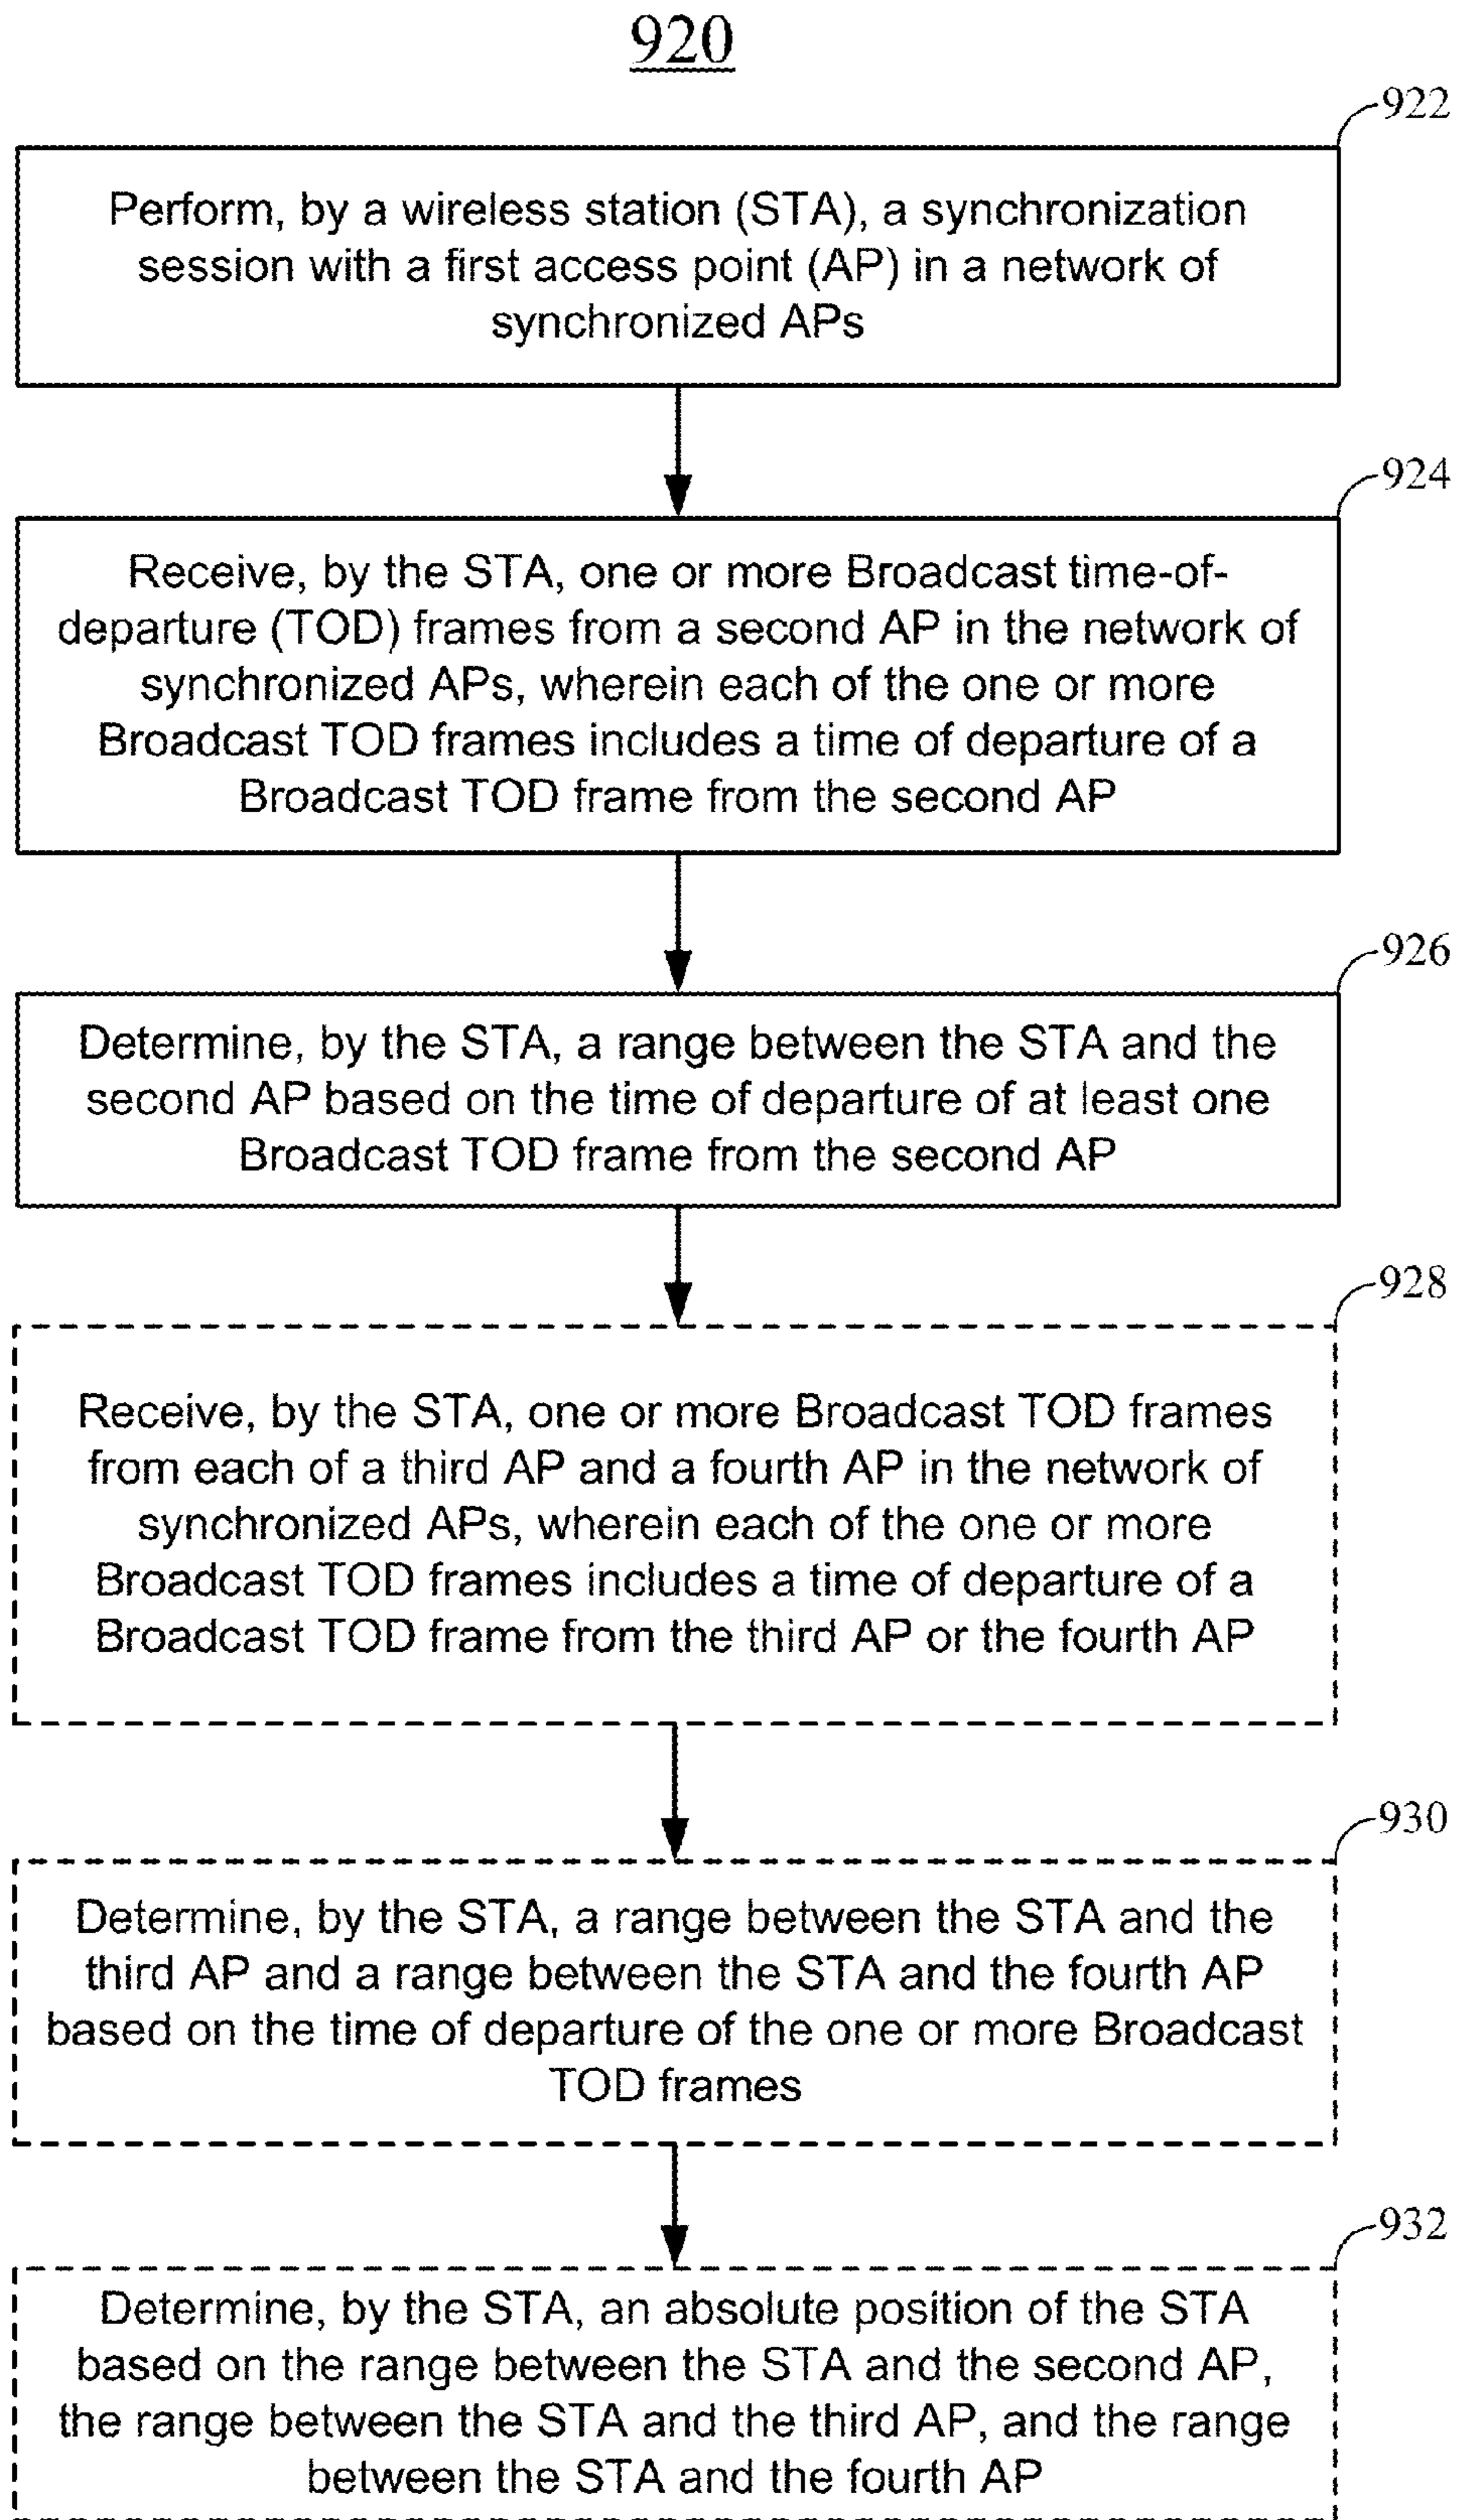 920
922
Perform, by a wireless station (STA), a synchronization
session with a first access point (AP) in a network of
synchronized APs
924
Receive, by the STA, one or more Broadcast time-of-
departure (TOD) frames from a second AP in the network of
synchronized APs, wherein each of the one or more
Broadcast TOD frames includes a time of departure of a
Broadcast TOD frame from the second AP
926
Determine, by the STA, a range between the STA and the
second AP based on the time of departure of at least one
Broadcast TOD frame from the second AP
928
Receive, by the STA, one or more Broadcast TOD frames
from each of a third AP and a fourth AP in the network of
synchronized APs, wherein each of the one or more
Broadcast TOD frames includes a time of departure of a
Broadcast TOD frame from the third AP or the fourth AP
930
Determine, by the STA, a range between the STA and the
third AP and a range between the STA and the fourth AP
based on the time of departure of the one or more Broadcast
TOD frames
932
Determine, by the STA, an absolute position of the STA
based on the range between the STA and the second AP,
the range between the STA and the third AP, and the range
between the STA and the fourth AP